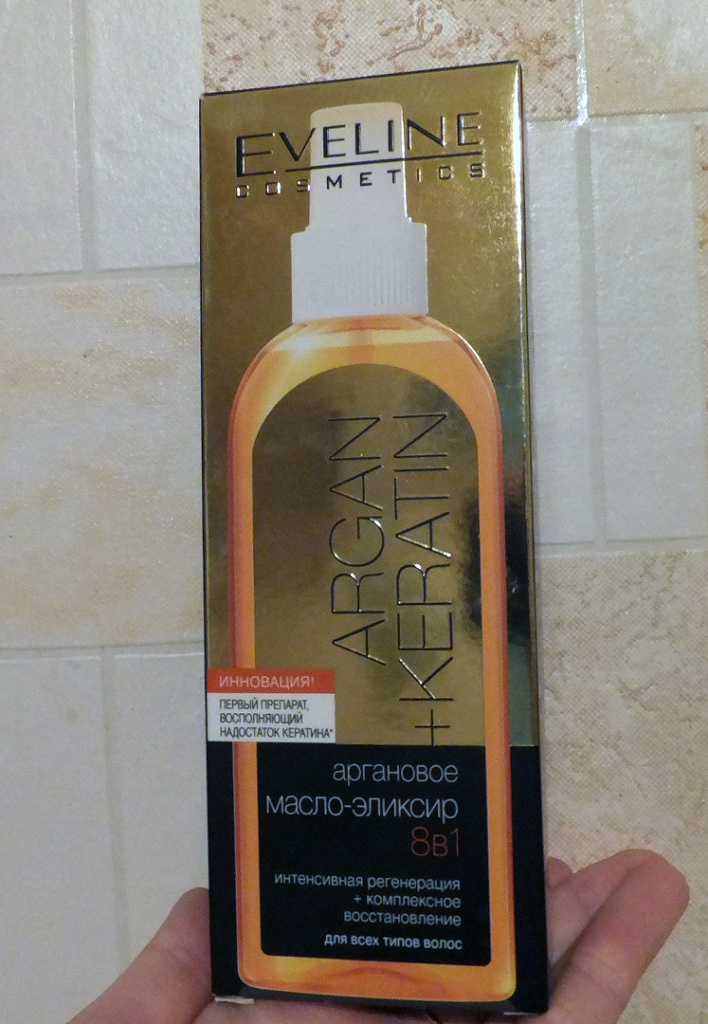 EVELINE
COSMETICS
ARGAN
+KERATIN
ИННОВАЦИЯ!
ПЕРВЫЙ ПРЕПАРАТ,
ВОСПОЛНЯЮЩИЙ
НАДОСТАТОК КЕРАТИНА*
аргановое
масло-эликсир
8в1
интенсивная регенерация
+ комплексное
восстановление
для всех типов волос